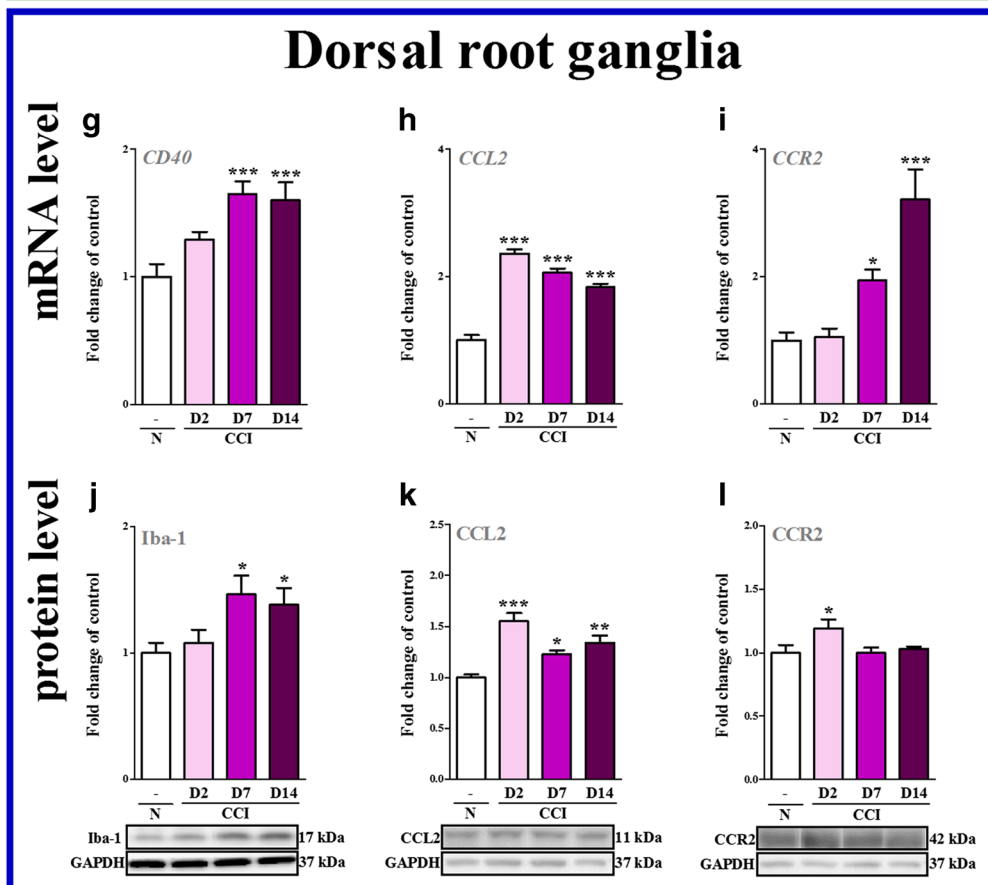 Dorsal root ganglia
mRNA level
g
CD40
Fold change of control
2
1
0
***
***
- D2 D7 D14
N CCI
h
CCL2
Fold change of control
4
2
0
***
***
***
- D2 D7 D14
N CCI
i
CCR2
Fold change of control
4
2
0
*
***
- D2 D7 D14
N CCI
protein level
j
Iba-1
Fold change of control
2
1
0
*
*
- D2 D7 D14
N CCI
Iba-1 17 kDa
GAPDH 37 kDa
k
CCL2
Fold change of control
2.5
2.0
1.5
1.0
0.5
0.0
***
*
**
- D2 D7 D14
N CCI
CCL2 11 kDa
GAPDH 37 kDa
l
CCR2
Fold change of control
2.0
1.5
1.0
0.5
0.0
*
- D2 D7 D14
N CCI
CCR2 42 kDa
GAPDH 37 kDa